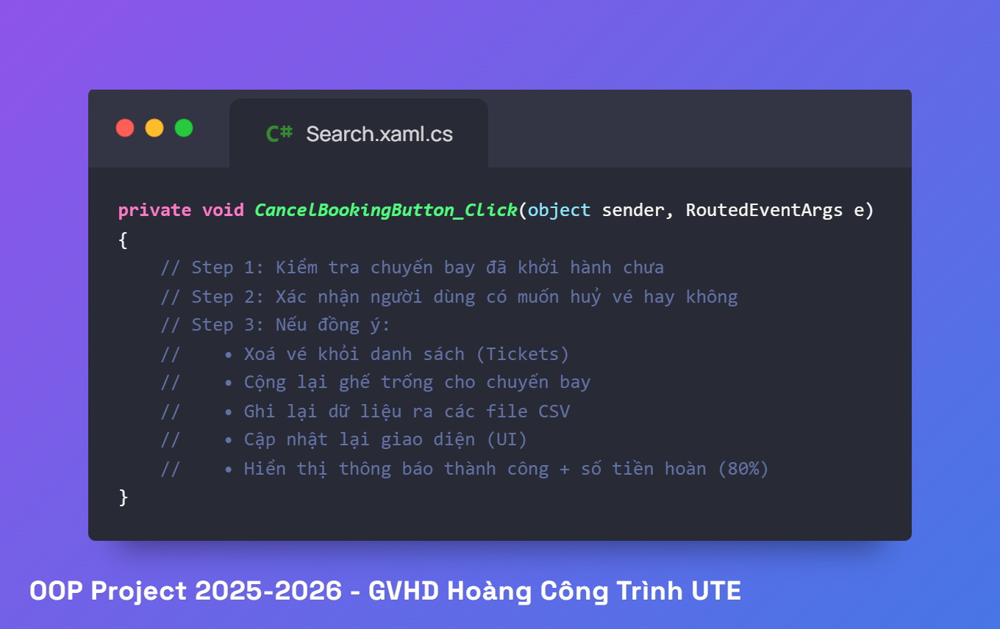 C# Search.xaml.cs
private void CancelBookingButton_Click(object sender, RoutedEventArgs e)
{
    // Step 1: Kiểm tra chuyến bay đã khởi hành chưa
    // Step 2: Xác nhận người dùng có muốn huỷ vé hay không
    // Step 3: Nếu đồng ý:
    //    • Xoá vé khỏi danh sách (Tickets)
    //    • Cộng lại ghế trống cho chuyến bay
    //    • Ghi lại dữ liệu ra các file CSV
    //    • Cập nhật lại giao diện (UI)
    //    • Hiển thị thông báo thành công + số tiền hoàn (80%)
}
OOP Project 2025-2026 - GVHD Hoàng Công Trình UTE